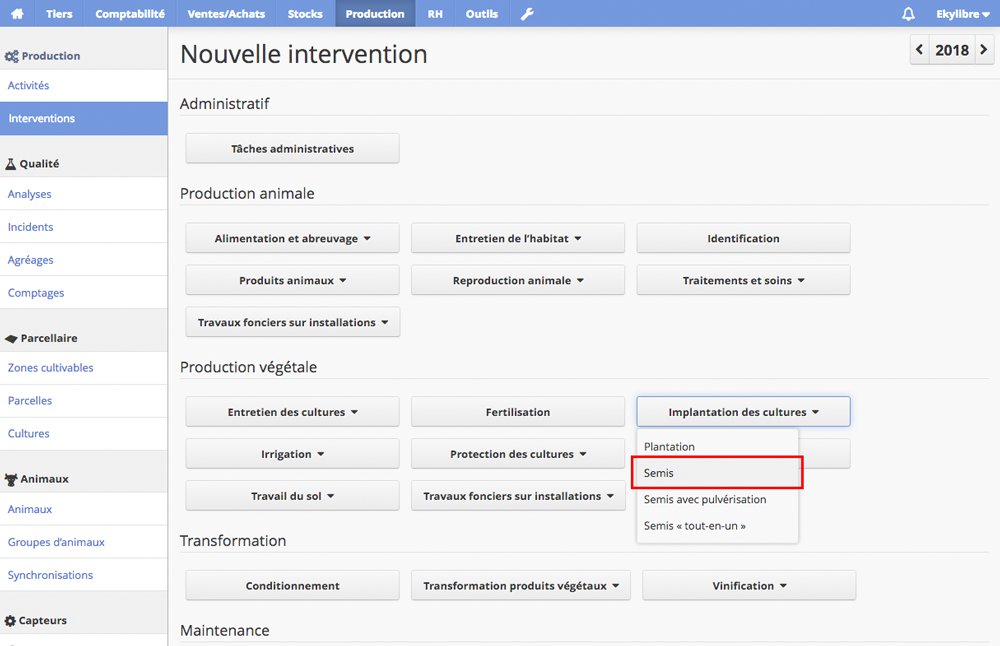 Tiers Comptabilité Ventes/Achats Stocks Production RH Outils Ekylibre
Production
Activités
Interventions
Qualité
Analyses
Incidents
Agréages
Comptages
Parcellaire
Zones cultivables
Parcelles
Cultures
Animaux
Animaux
Groupes d'animaux
Synchronisations
Capteurs
Nouvelle intervention
2018
Administratif
Tâches administratives
Production animale
Alimentation et abreuvage Entretien de l'habitat Identification
Produits animaux Reproduction animale Traitements et soins
Travaux fonciers sur installations
Production végétale
Entretien des cultures Fertilisation Implantation des cultures
Irrigation Protection des cultures
Travail du sol Travaux fonciers sur installations
Plantation
Semis
Semis avec pulvérisation
Semis « tout-en-un »
Transformation
Conditionnement Transformation produits végétaux Vinification
Maintenance